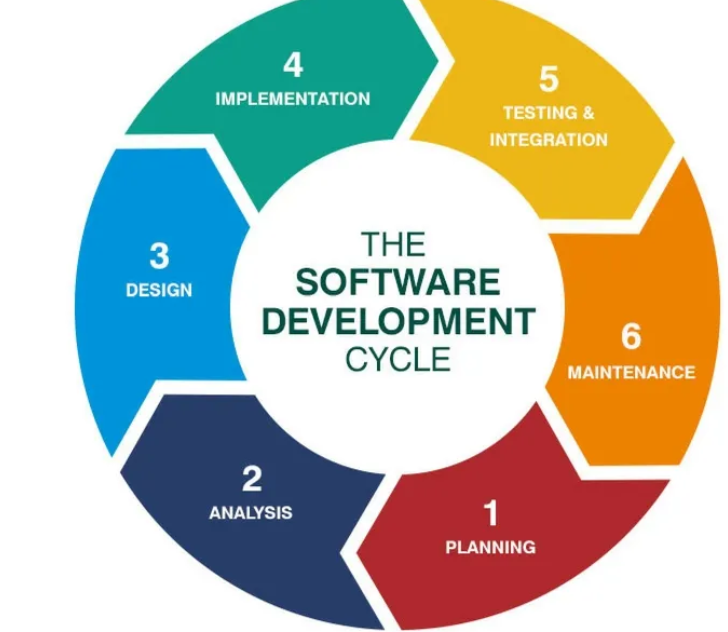 THE
SOFTWARE
DEVELOPMENT
CYCLE
1
PLANNING
2
ANALYSIS
3
DESIGN
4
IMPLEMENTATION
5
TESTING &
INTEGRATION
6
MAINTENANCE